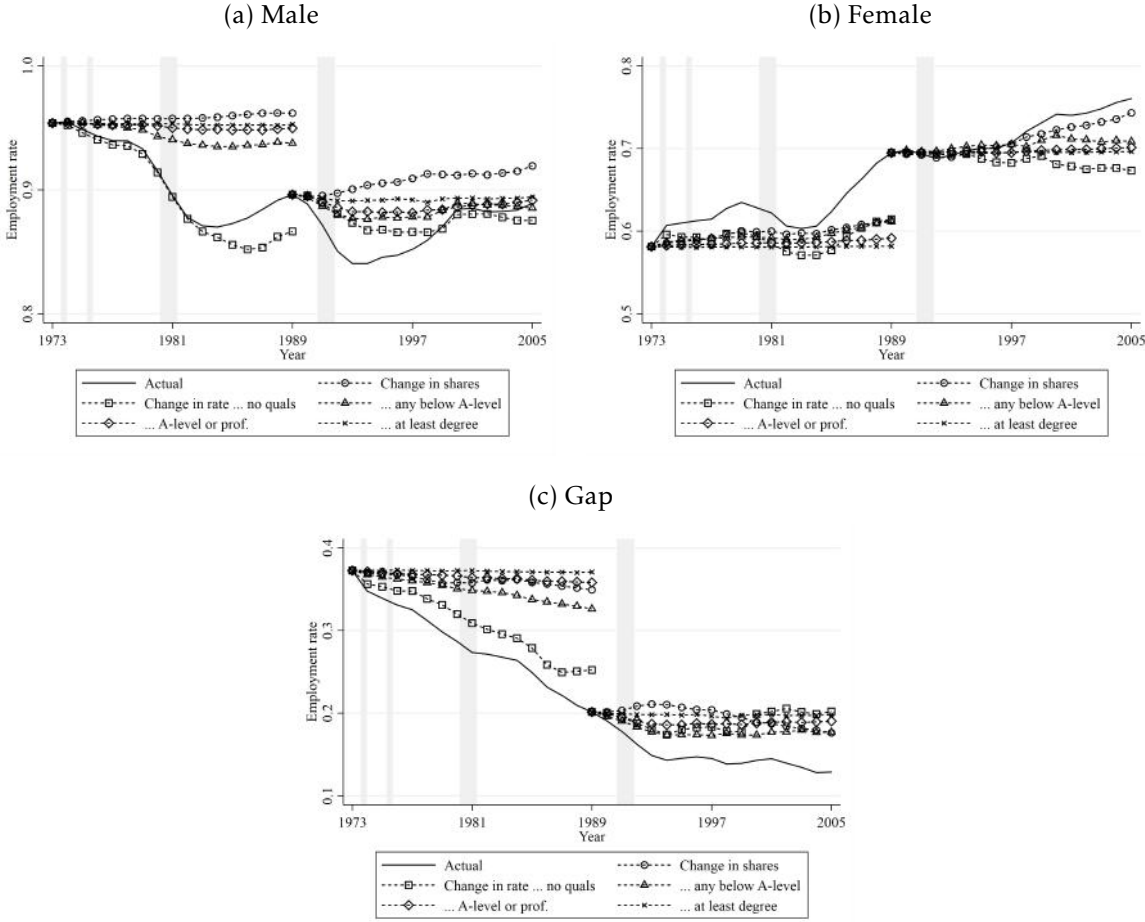 (a) Male
(b) Female
Employment rate
1.0
0.9
0.8
1973 1981 1989 1997 2005
Year
Actual
Change in shares
Change in rate ... no quals
... any below A-level
... A-level or prof.
... at least degree
Employment rate
0.8
0.7
0.6
0.5
1973 1981 1989 1997 2005
Year
Actual
Change in shares
Change in rate ... no quals
... any below A-level
... A-level or prof.
... at least degree
(c) Gap
Employment rate
0.4
0.3
0.2
0.1
1973 1981 1989 1997 2005
Year
Actual
Change in shares
Change in rate ... no quals
... any below A-level
... A-level or prof.
... at least degree